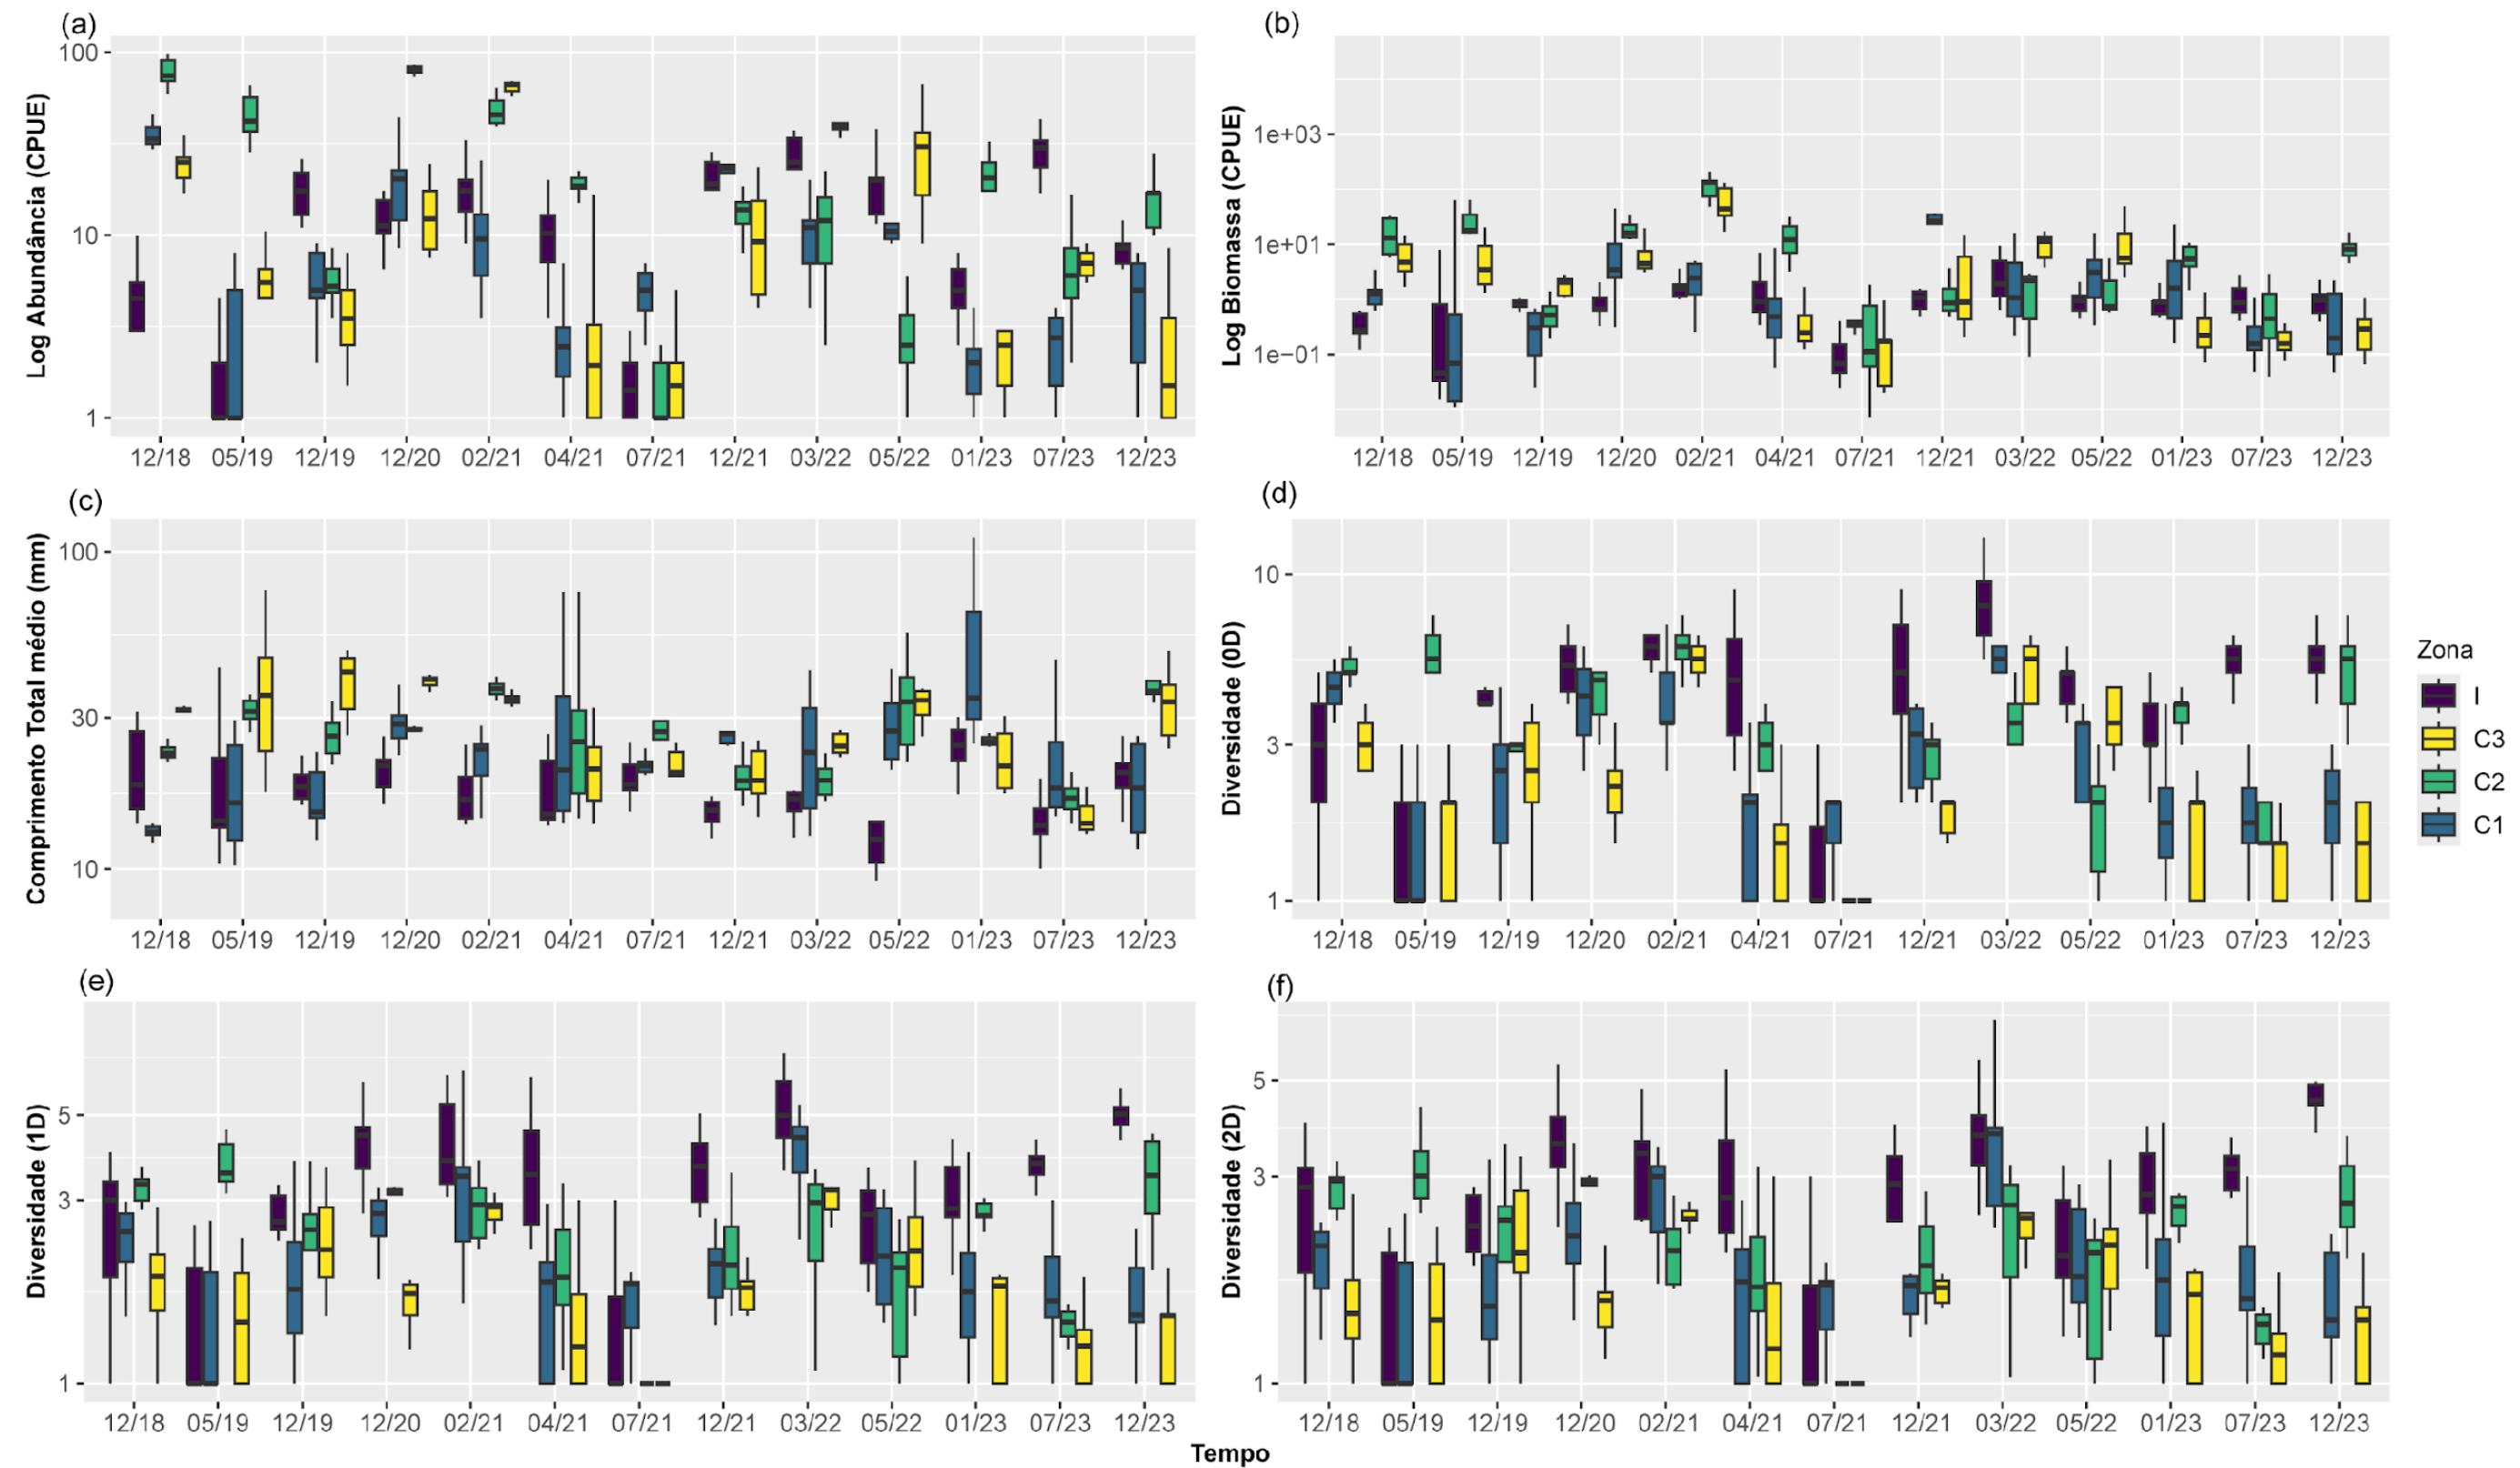 (a)
Log Abundância (CPUE)
100
10
1
12/18 05/19 12/19 12/20 02/21 04/21 07/21 12/21 03/22 05/22 01/23 07/23 12/23
(b)
Log Biomassa (CPUE)
1e+03
1e+01
1e−01
12/18 05/19 12/19 12/20 02/21 04/21 07/21 12/21 03/22 05/22 01/23 07/23 12/23
(c)
Comprimento Total médio (mm)
100
30
10
12/18 05/19 12/19 12/20 02/21 04/21 07/21 12/21 03/22 05/22 01/23 07/23 12/23
(d)
Diversidade (0D)
10
3
1
12/18 05/19 12/19 12/20 02/21 04/21 07/21 12/21 03/22 05/22 01/23 07/23 12/23
Zona
I
C3
C2
C1
(e)
Diversidade (1D)
5
3
1
12/18 05/19 12/19 12/20 02/21 04/21 07/21 12/21 03/22 05/22 01/23 07/23 12/23
(f)
Diversidade (2D)
5
3
1
12/18 05/19 12/19 12/20 02/21 04/21 07/21 12/21 03/22 05/22 01/23 07/23 12/23
Tempo